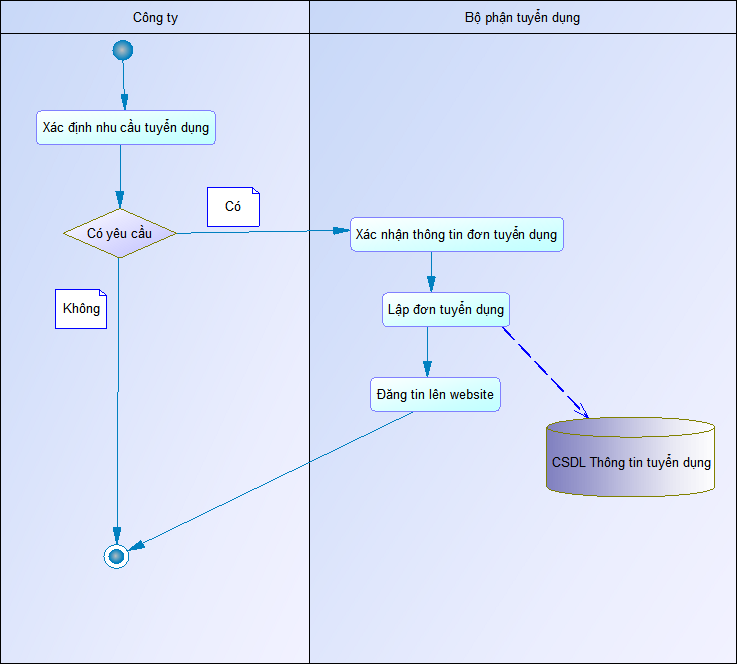 Công ty
Bộ phận tuyển dụng
Xác định nhu cầu tuyển dụng
Có
Có yêu cầu
Xác nhận thông tin đơn tuyển dụng
Không
Lập đơn tuyển dụng
Đăng tin lên website
CSDL Thông tin tuyển dụng